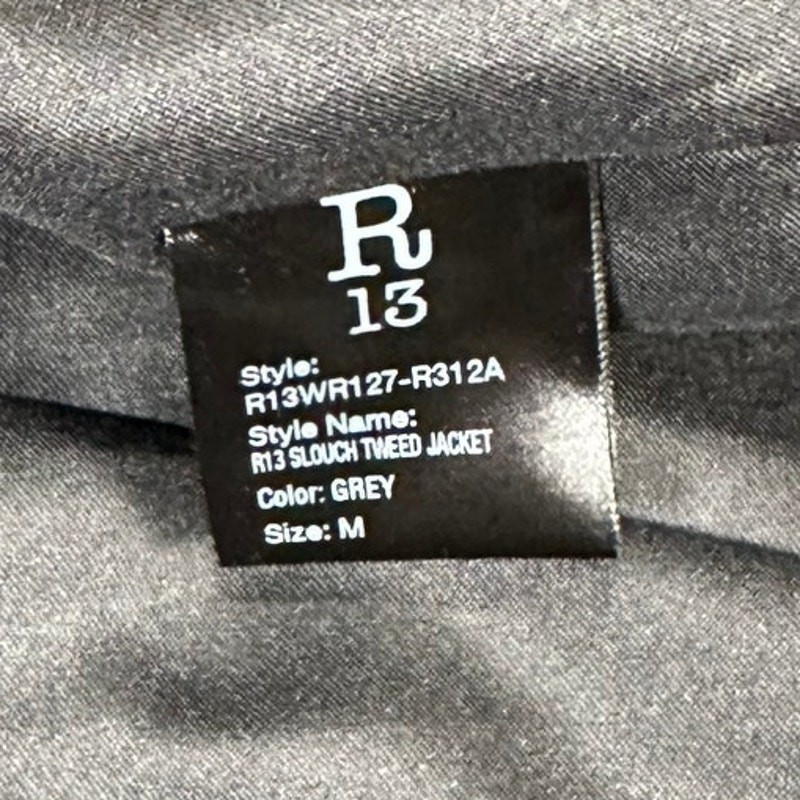 R
13
Style:
R13WR127-R312A
Style Name:
R13 SLOUCH TWEED JACKET
Color: GREY
Size: M